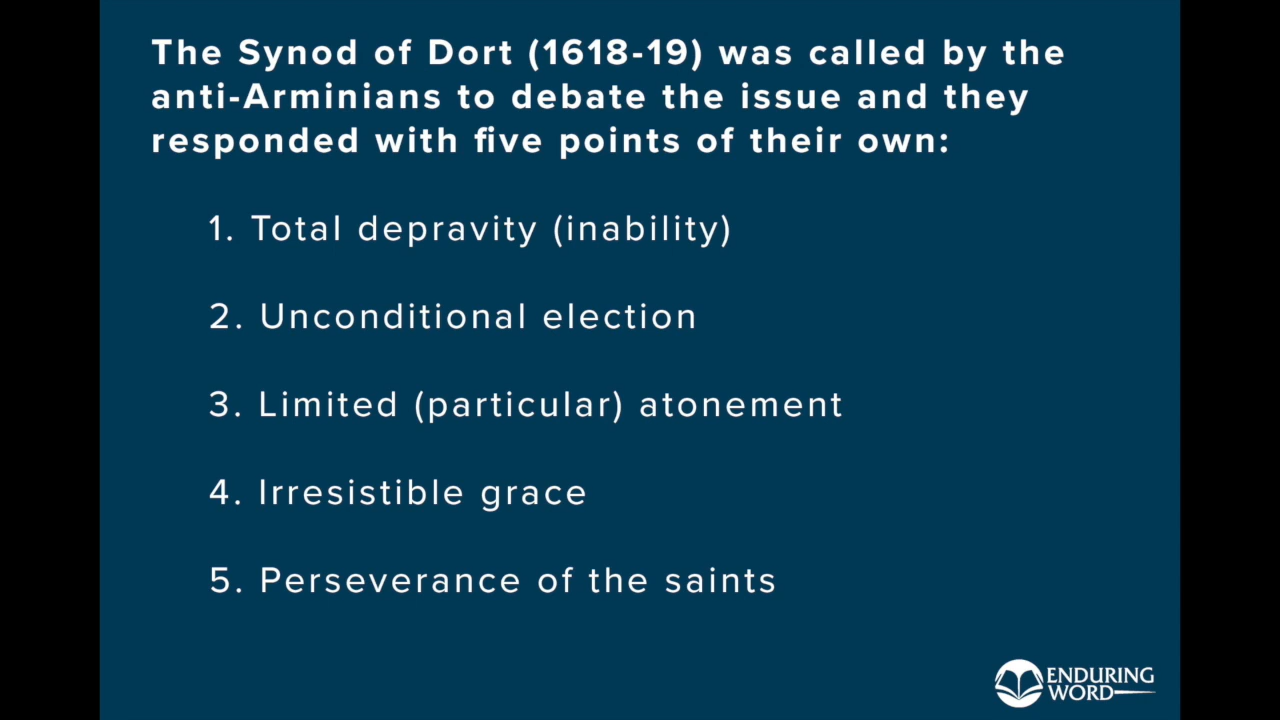 The Synod of Dort (1618-19) was called by the
anti-Arminians to debate the issue and they
responded with five points of their own:
1. Total depravity (inability)
2. Unconditional election
3. Limited (particular) atonement
4. Irresistible grace
5. Perseverance of the saints
ENDURING
WORD